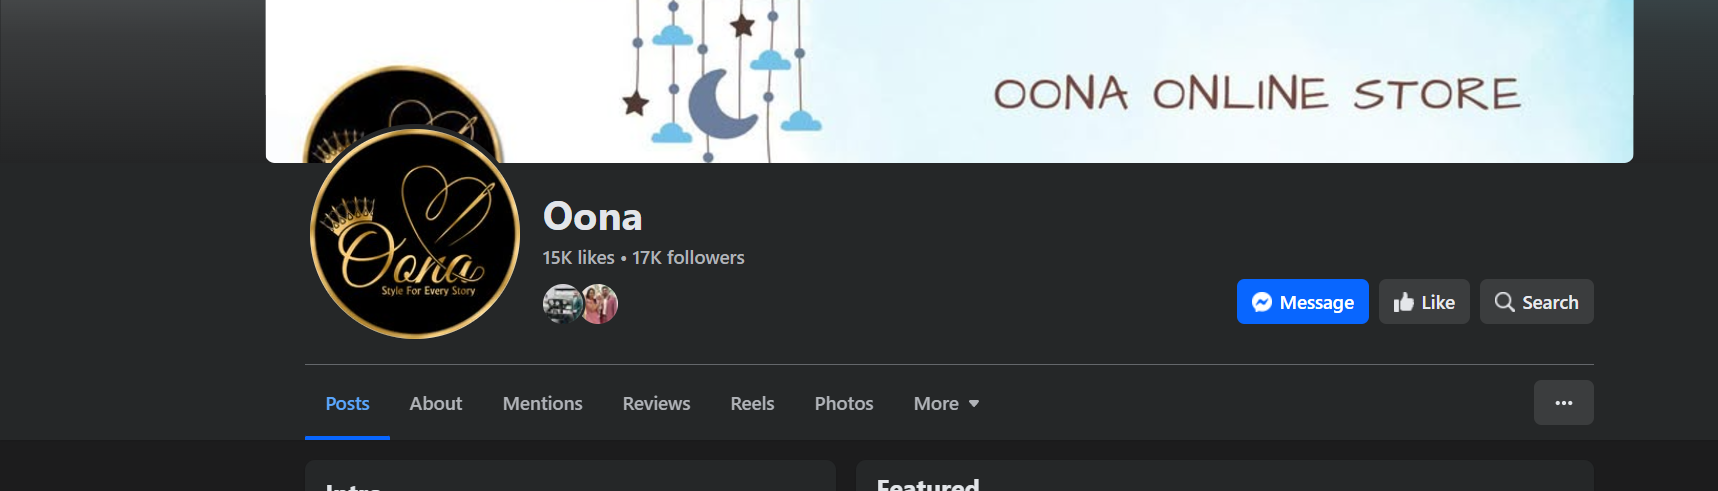 OONA ONLINE STORE
Oona
Style For Every Story
Oona
15K likes • 17K followers
Message
Like
Search
Posts
About
Mentions
Reviews
Reels
Photos
More
Intro
Featured